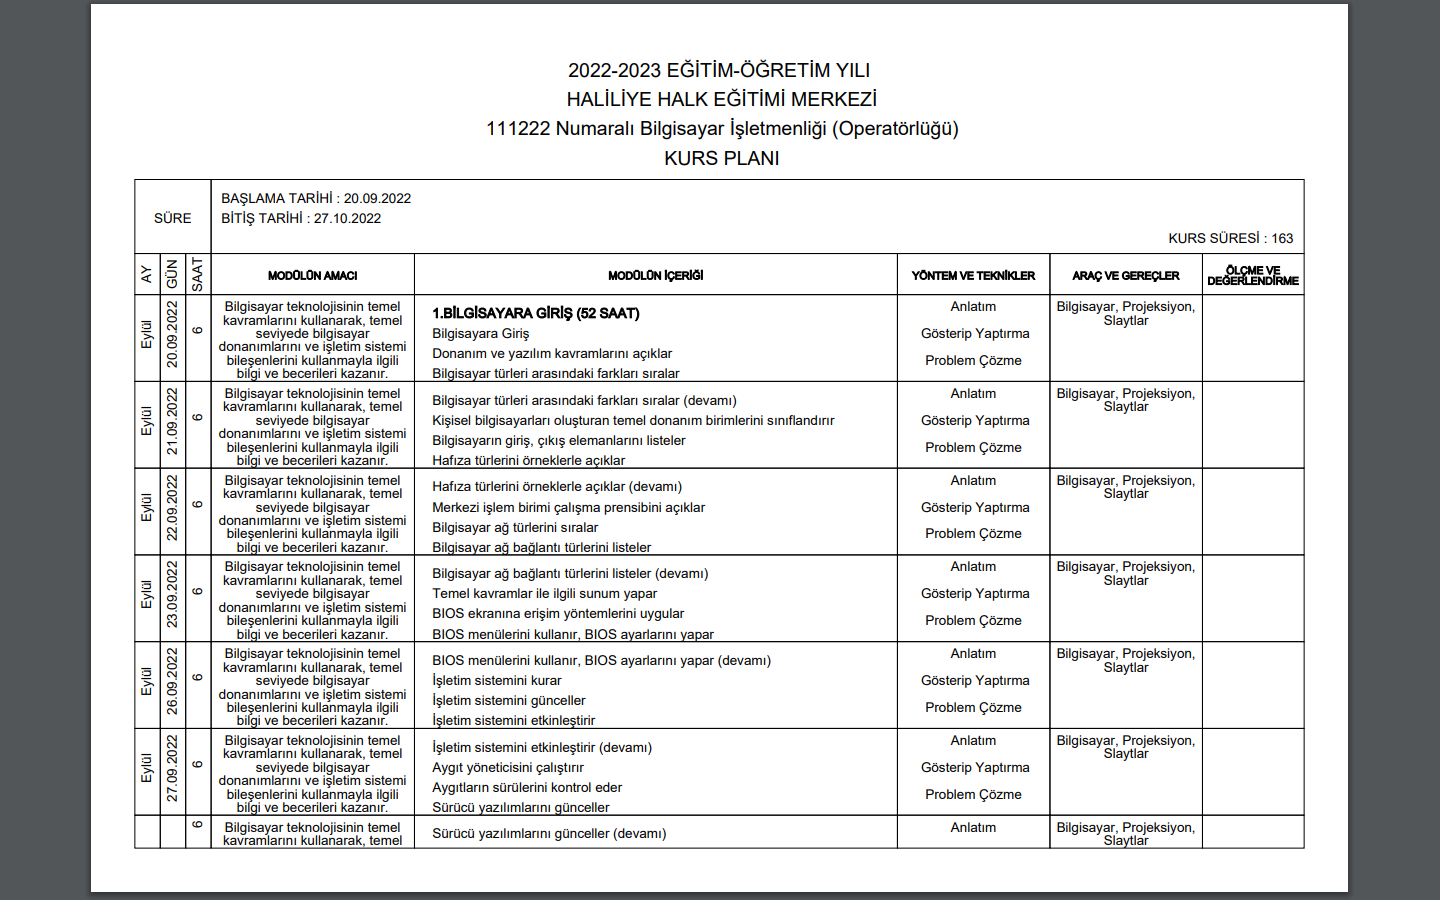 2022-2023 EĞİTİM-ÖĞRETİM YILI
HALİLİYE HALK EĞİTİMİ MERKEZİ
111222 Numaralı Bilgisayar İşletmenliği (Operatörlüğü)
KURS PLANI
SÜRE
BAŞLAMA TARİHİ : 20.09.2022
BİTİŞ TARİHİ : 27.10.2022
KURS SÜRESİ : 163
AY
GÜN
SAAT
MODÜLÜN AMACI
MODÜLÜN İÇERİĞİ
YÖNTEM VE TEKNİKLER
ARAÇ VE GEREÇLER
ÖLÇME VE
DEĞERLENDİRME
Eylül
20.09.2022
6
Bilgisayar teknolojisinin temel
kavramlarını kullanarak, temel
seviyede bilgisayar
donanımlarını ve işletim sistemi
bileşenlerini kullanmayla ilgili
bilgi ve becerileri kazanır.
1.BİLGİSAYARA GİRİŞ (52 SAAT)
Bilgisayara Giriş
Donanım ve yazılım kavramlarını açıklar
Bilgisayar türleri arasındaki farkları sıralar
Anlatım
Gösterip Yaptırma
Problem Çözme
Bilgisayar, Projeksiyon,
Slaytlar
Eylül
21.09.2022
6
Bilgisayar teknolojisinin temel
kavramlarını kullanarak, temel
seviyede bilgisayar
donanımlarını ve işletim sistemi
bileşenlerini kullanmayla ilgili
bilgi ve becerileri kazanır.
Bilgisayar türleri arasındaki farkları sıralar (devamı)
Kişisel bilgisayarları oluşturan temel donanım birimlerini sınıflandırır
Bilgisayarın giriş, çıkış elemanlarını listeler
Hafıza türlerini örneklerle açıklar
Anlatım
Gösterip Yaptırma
Problem Çözme
Bilgisayar, Projeksiyon,
Slaytlar
Eylül
22.09.2022
6
Bilgisayar teknolojisinin temel
kavramlarını kullanarak, temel
seviyede bilgisayar
donanımlarını ve işletim sistemi
bileşenlerini kullanmayla ilgili
bilgi ve becerileri kazanır.
Hafıza türlerini örneklerle açıklar (devamı)
Merkezi işlem birimi çalışma prensibini açıklar
Bilgisayar ağ türlerini sıralar
Bilgisayar ağ bağlantı türlerini listeler
Anlatım
Gösterip Yaptırma
Problem Çözme
Bilgisayar, Projeksiyon,
Slaytlar
Eylül
23.09.2022
6
Bilgisayar teknolojisinin temel
kavramlarını kullanarak, temel
seviyede bilgisayar
donanımlarını ve işletim sistemi
bileşenlerini kullanmayla ilgili
bilgi ve becerileri kazanır.
Bilgisayar ağ bağlantı türlerini listeler (devamı)
Temel kavramlar ile ilgili sunum yapar
BIOS ekranına erişim yöntemlerini uygular
BIOS menülerini kullanır, BIOS ayarlarını yapar
Anlatım
Gösterip Yaptırma
Problem Çözme
Bilgisayar, Projeksiyon,
Slaytlar
Eylül
26.09.2022
6
Bilgisayar teknolojisinin temel
kavramlarını kullanarak, temel
seviyede bilgisayar
donanımlarını ve işletim sistemi
bileşenlerini kullanmayla ilgili
bilgi ve becerileri kazanır.
BIOS menülerini kullanır, BIOS ayarlarını yapar (devamı)
İşletim sistemini kurar
İşletim sistemini günceller
İşletim sistemini etkinleştirir
Anlatım
Gösterip Yaptırma
Problem Çözme
Bilgisayar, Projeksiyon,
Slaytlar
Eylül
27.09.2022
6
Bilgisayar teknolojisinin temel
kavramlarını kullanarak, temel
seviyede bilgisayar
donanımlarını ve işletim sistemi
bileşenlerini kullanmayla ilgili
bilgi ve becerileri kazanır.
İşletim sistemini etkinleştirir (devamı)
Aygıt yöneticisini çalıştırır
Aygıtların sürülerini kontrol eder
Sürücü yazılımlarını günceller
Anlatım
Gösterip Yaptırma
Problem Çözme
Bilgisayar, Projeksiyon,
Slaytlar
6
Bilgisayar teknolojisinin temel
kavramlarını kullanarak, temel
Sürücü yazılımlarını günceller (devamı)
Anlatım
Bilgisayar, Projeksiyon,
Slaytlar